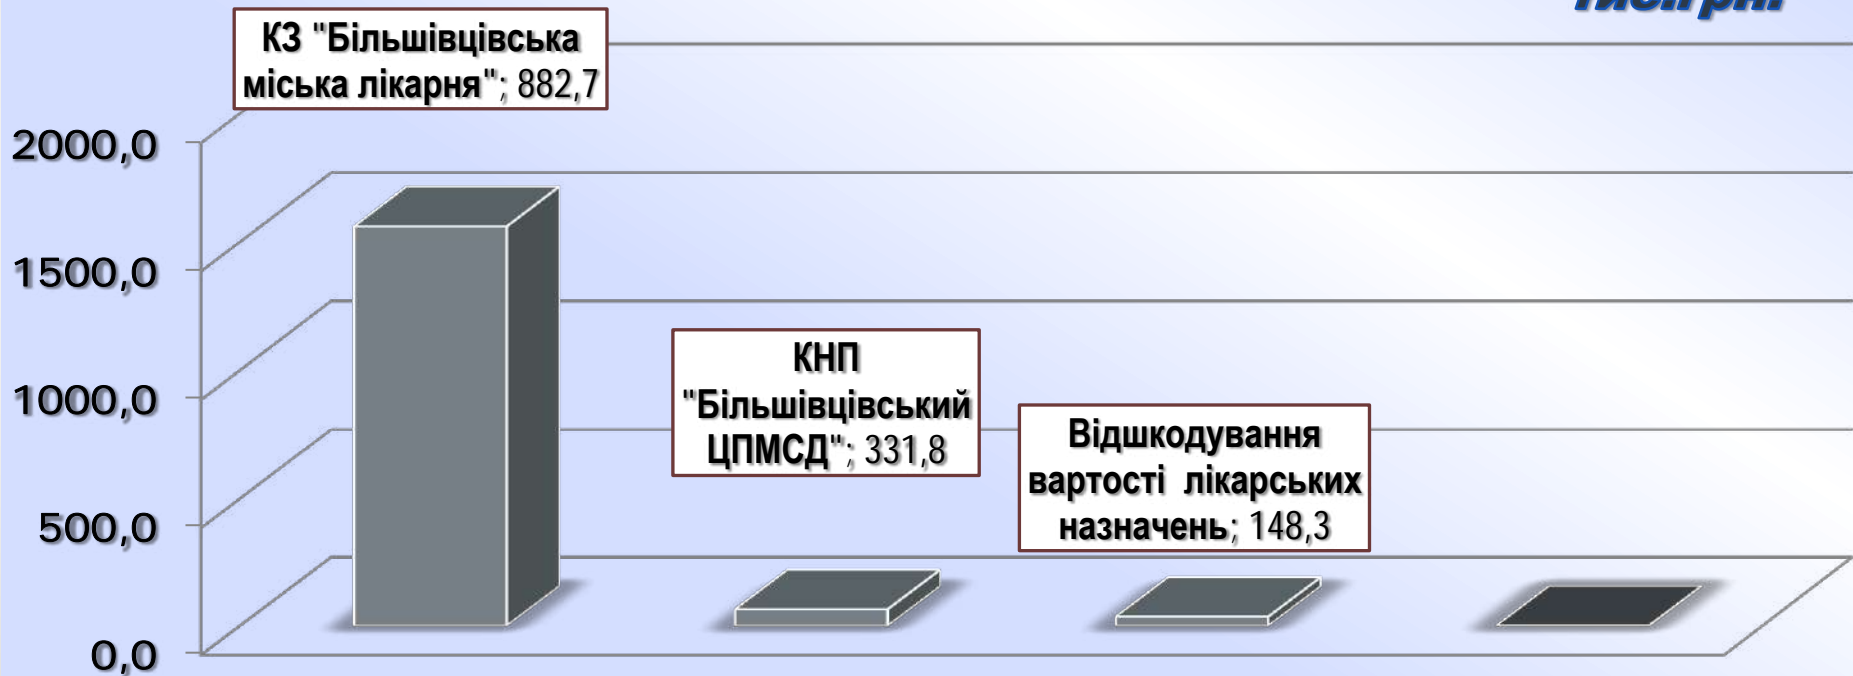 КЗ "Більшівцівська
міська лікарня"; 882,7
2000,0
1500,0
1000,0
500,0
0,0
КНП
"Більшівцівський
ЦПМСД"; 331,8
Відшкодування
вартості лікарських
назначень; 148,3